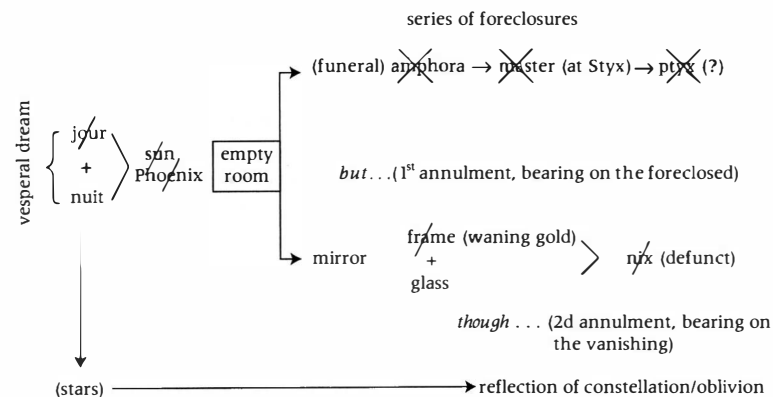 series of foreclosures
(funeral) amphora → master (at Styx) → ptyx (?)
vesperal dream
jour
+
nuit
sun
Phoenix
empty
room
but...(1st annulment, bearing on the foreclosed)
mirror
frame (waning gold)
+
glass
nix (defunct)
though ... (2d annulment, bearing on
the vanishing)
(stars)
reflection of constellation/oblivion